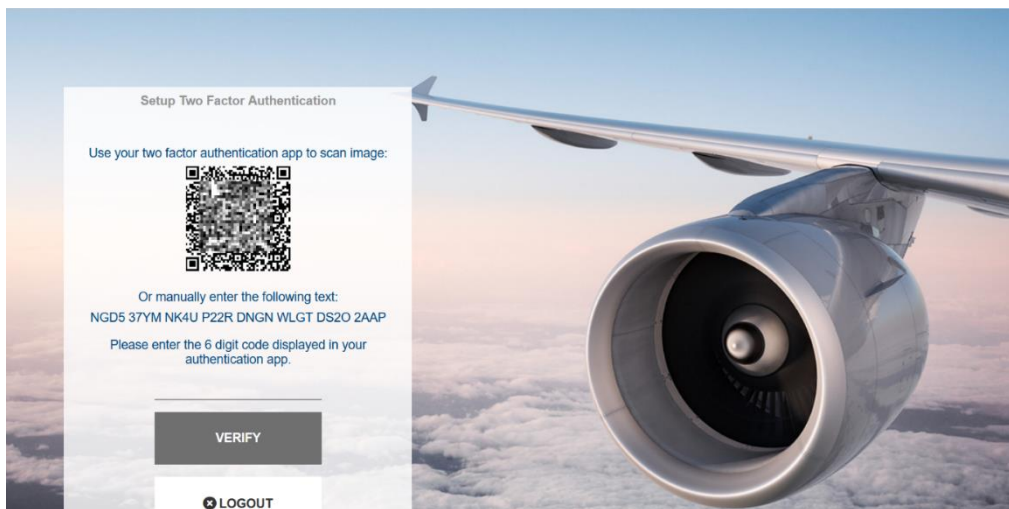 Setup Two Factor Authentication
Use your two factor authentication app to scan image:
Or manually enter the following text:
NGD5 37YM NK4U P22R DNGN WLGT DS2O 2AAP
Please enter the 6 digit code displayed in your
authentication app.
VERIFY
LOGOUT